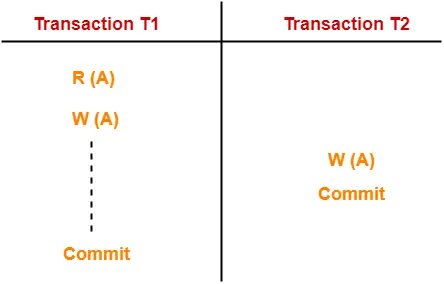 Transaction T1 Transaction T2
R (A)
W (A)
W (A)
Commit
Commit